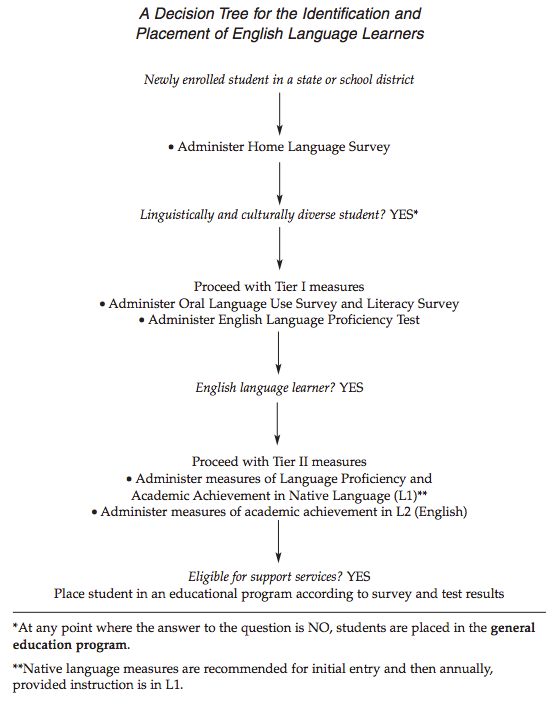 A Decision Tree for the Identification and
Placement of English Language Learners
Newly enrolled student in a state or school district
• Administer Home Language Survey
Linguistically and culturally diverse student? YES*
Proceed with Tier I measures
• Administer Oral Language Use Survey and Literacy Survey
• Administer English Language Proficiency Test
English language learner? YES
Proceed with Tier II measures
• Administer measures of Language Proficiency and
Academic Achievement in Native Language (L1)**
• Administer measures of academic achievement in L2 (English)
Eligible for support services? YES
Place student in an educational program according to survey and test results
*At any point where the answer to the question is NO, students are placed in the general
education program.
**Native language measures are recommended for initial entry and then annually,
provided instruction is in L1.